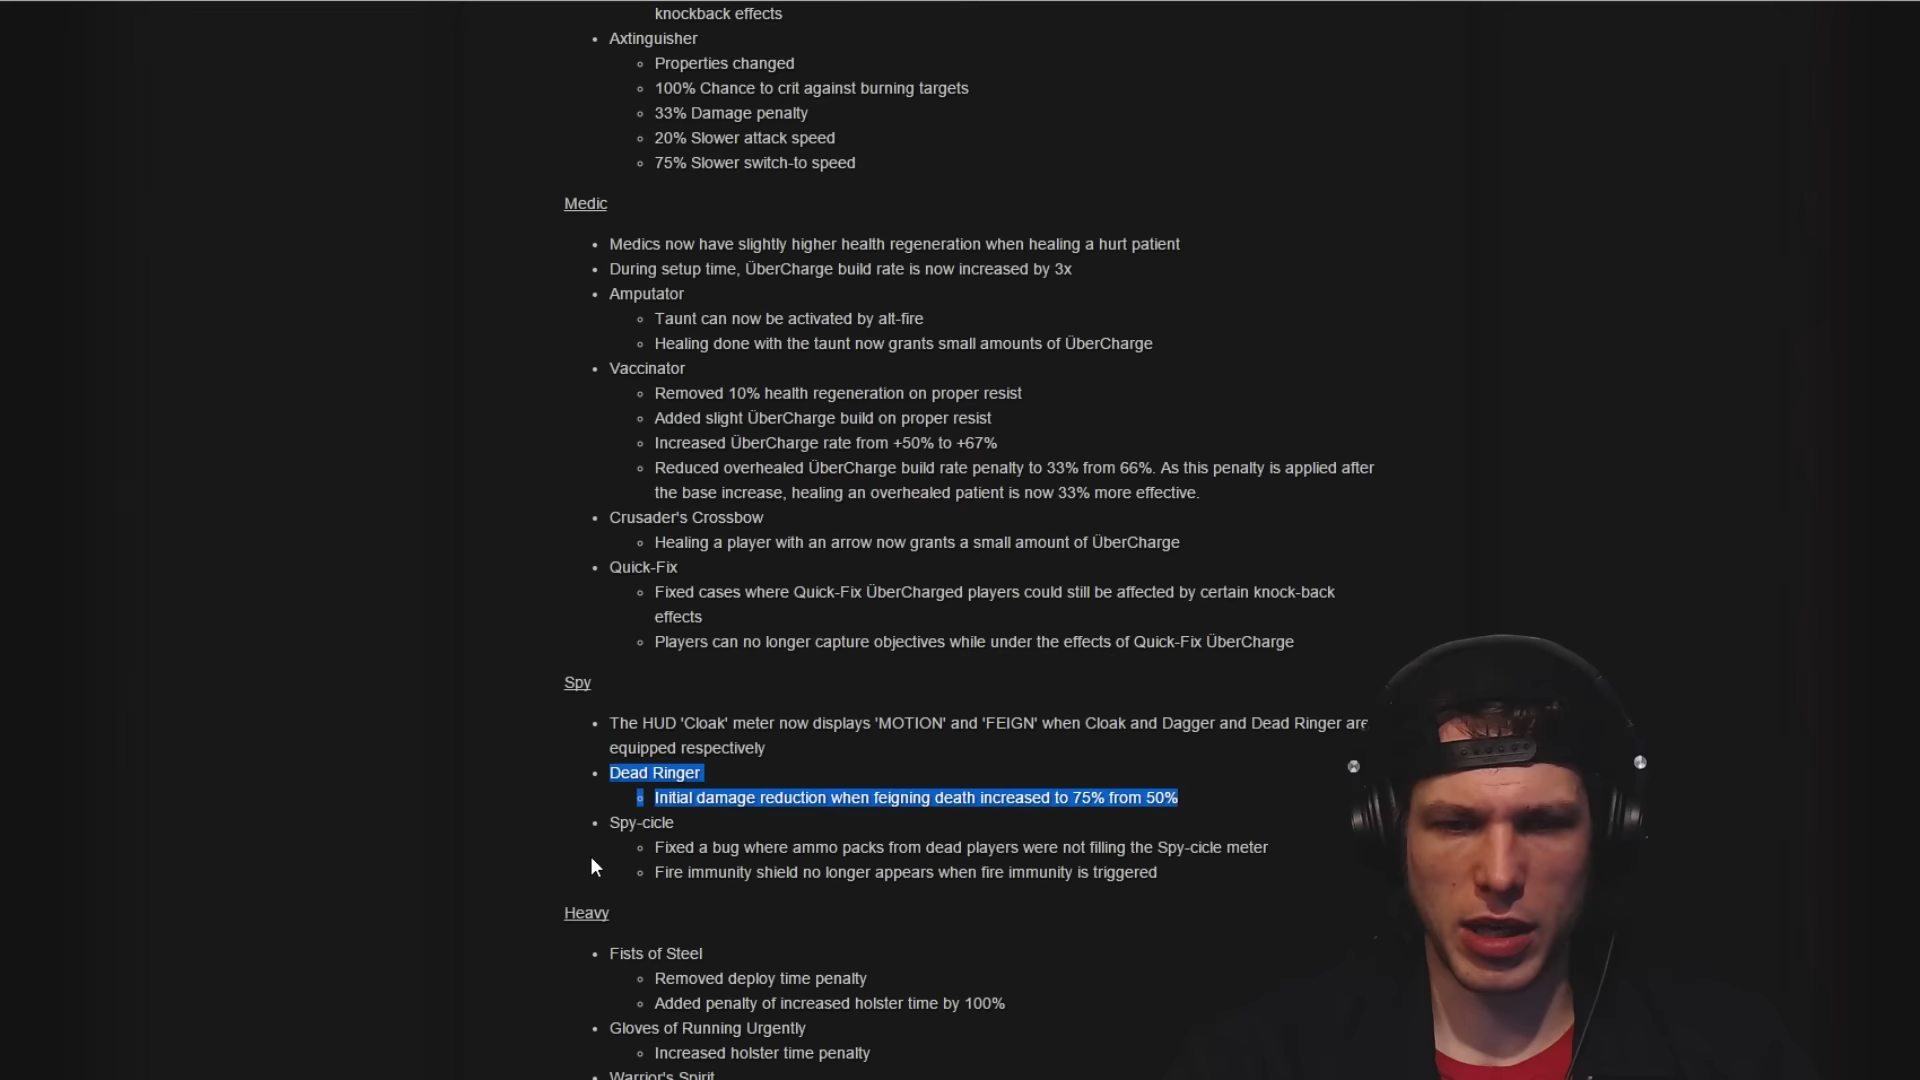 knockback effects
Axtinguisher
Properties changed
100% Chance to crit against burning targets
33% Damage penalty
20% Slower attack speed
75% Slower switch-to speed
Medic
Medics now have slightly higher health regeneration when healing a hurt patient
During setup time, ÜberCharge build rate is now increased by 3x
Amputator
Taunt can now be activated by alt-fire
Healing done with the taunt now grants small amounts of ÜberCharge
Vaccinator
Removed 10% health regeneration on proper resist
Added slight ÜberCharge build on proper resist
Increased ÜberCharge rate from +50% to +67%
Reduced overhealed ÜberCharge build rate penalty to 33% from 66%. As this penalty is applied after
the base increase, healing an overhealed patient is now 33% more effective.
Crusader's Crossbow
Healing a player with an arrow now grants a small amount of ÜberCharge
Quick-Fix
Fixed cases where Quick-Fix ÜberCharged players could still be affected by certain knock-back
effects
Players can no longer capture objectives while under the effects of Quick-Fix ÜberCharge
Spy
The HUD 'Cloak' meter now displays 'MOTION' and 'FEIGN' when Cloak and Dagger and Dead Ringer are
equipped respectively
Dead Ringer
Initial damage reduction when feigning death increased to 75% from 50%
Spy-cicle
Fixed a bug where ammo packs from dead players were not filling the Spy-cicle meter
Fire immunity shield no longer appears when fire immunity is triggered
Heavy
Fists of Steel
Removed deploy time penalty
Added penalty of increased holster time by 100%
Gloves of Running Urgently
Increased holster time penalty
Warrior's Spirit